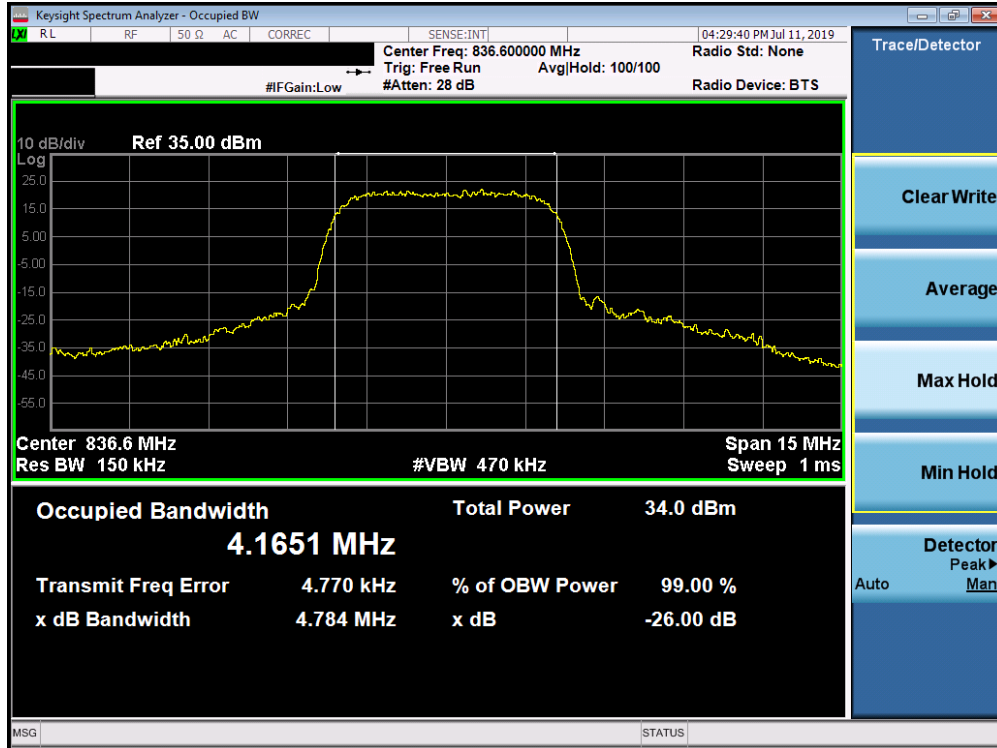 Keysight Spectrum Analyzer - Occupied BW
LXI RL RF 50 Ω AC CORREC SENSE:INT 04:29:40 PM Jul 11, 2019
Center Freq: 836.600000 MHz Radio Std: None
Trig: Free Run Avg|Hold: 100/100
#IFGain:Low #Atten: 28 dB Radio Device: BTS
10 dB/div Ref 35.00 dBm
Log
25.0
15.0
5.00
-5.00
-15.0
-25.0
-35.0
-45.0
-55.0
Center 836.6 MHz Span 15 MHz
Res BW 150 kHz #VBW 470 kHz Sweep 1 ms
Occupied Bandwidth Total Power 34.0 dBm
4.1651 MHz
Transmit Freq Error 4.770 kHz % of OBW Power 99.00 %
x dB Bandwidth 4.784 MHz x dB -26.00 dB
MSG STATUS
Trace/Detector
Clear Write
Average
Max Hold
Min Hold
Detector
Peak▶
Auto Man